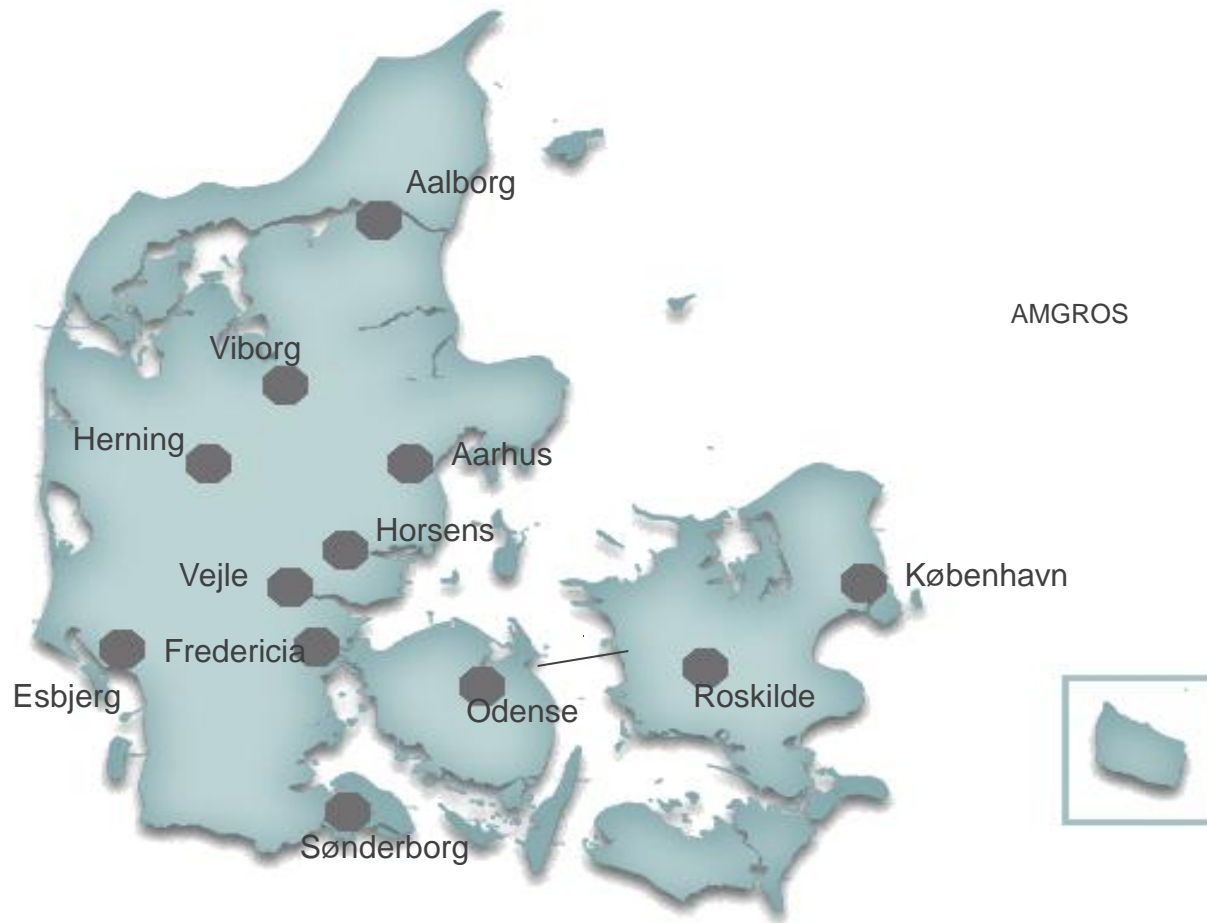 Aalborg
AMGROS
Viborg
Herning
Aarhus
Horsens
Vejle
København
Fredericia
Esbjerg
Odense
Roskilde
Sønderborg